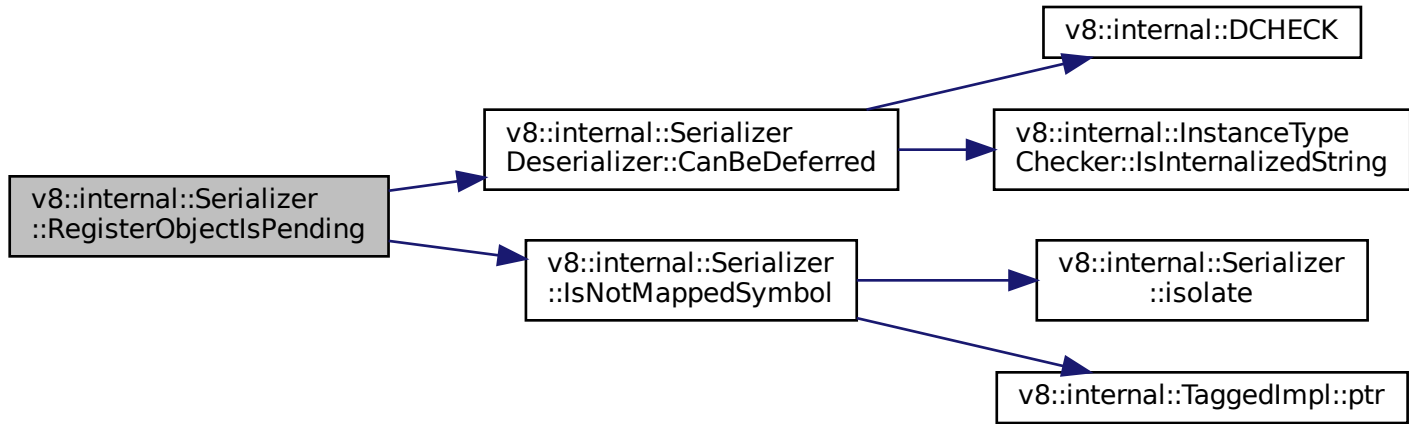 v8::internal::Serializer
::RegisterObjectIsPending
v8::internal::Serializer
Deserializer::CanBeDeferred
v8::internal::DCHECK
v8::internal::InstanceType
Checker::IsInternalizedString
v8::internal::Serializer
::IsNotMappedSymbol
v8::internal::Serializer
::isolate
v8::internal::TaggedImpl::ptr